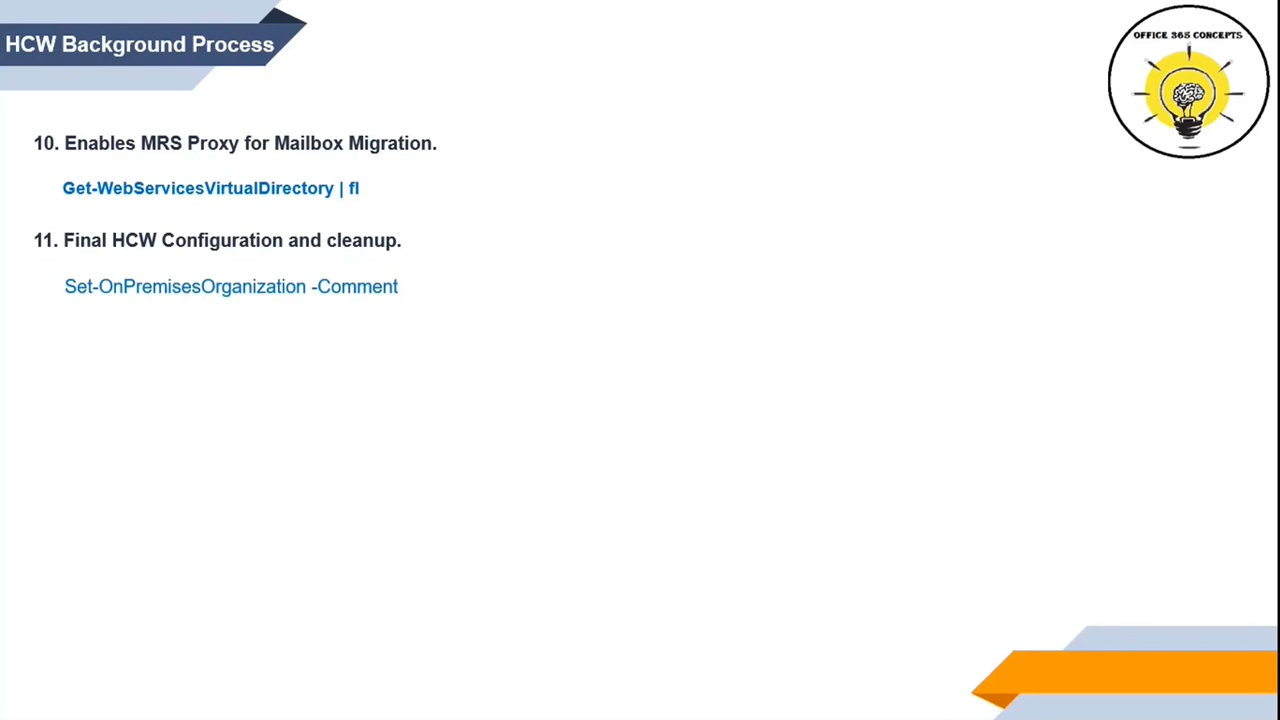 HCW Background Process
OFFICE 365 CONCEPTS
10. Enables MRS Proxy for Mailbox Migration.
Get-WebServicesVirtualDirectory | fl
11. Final HCW Configuration and cleanup.
Set-OnPremisesOrganization -Comment